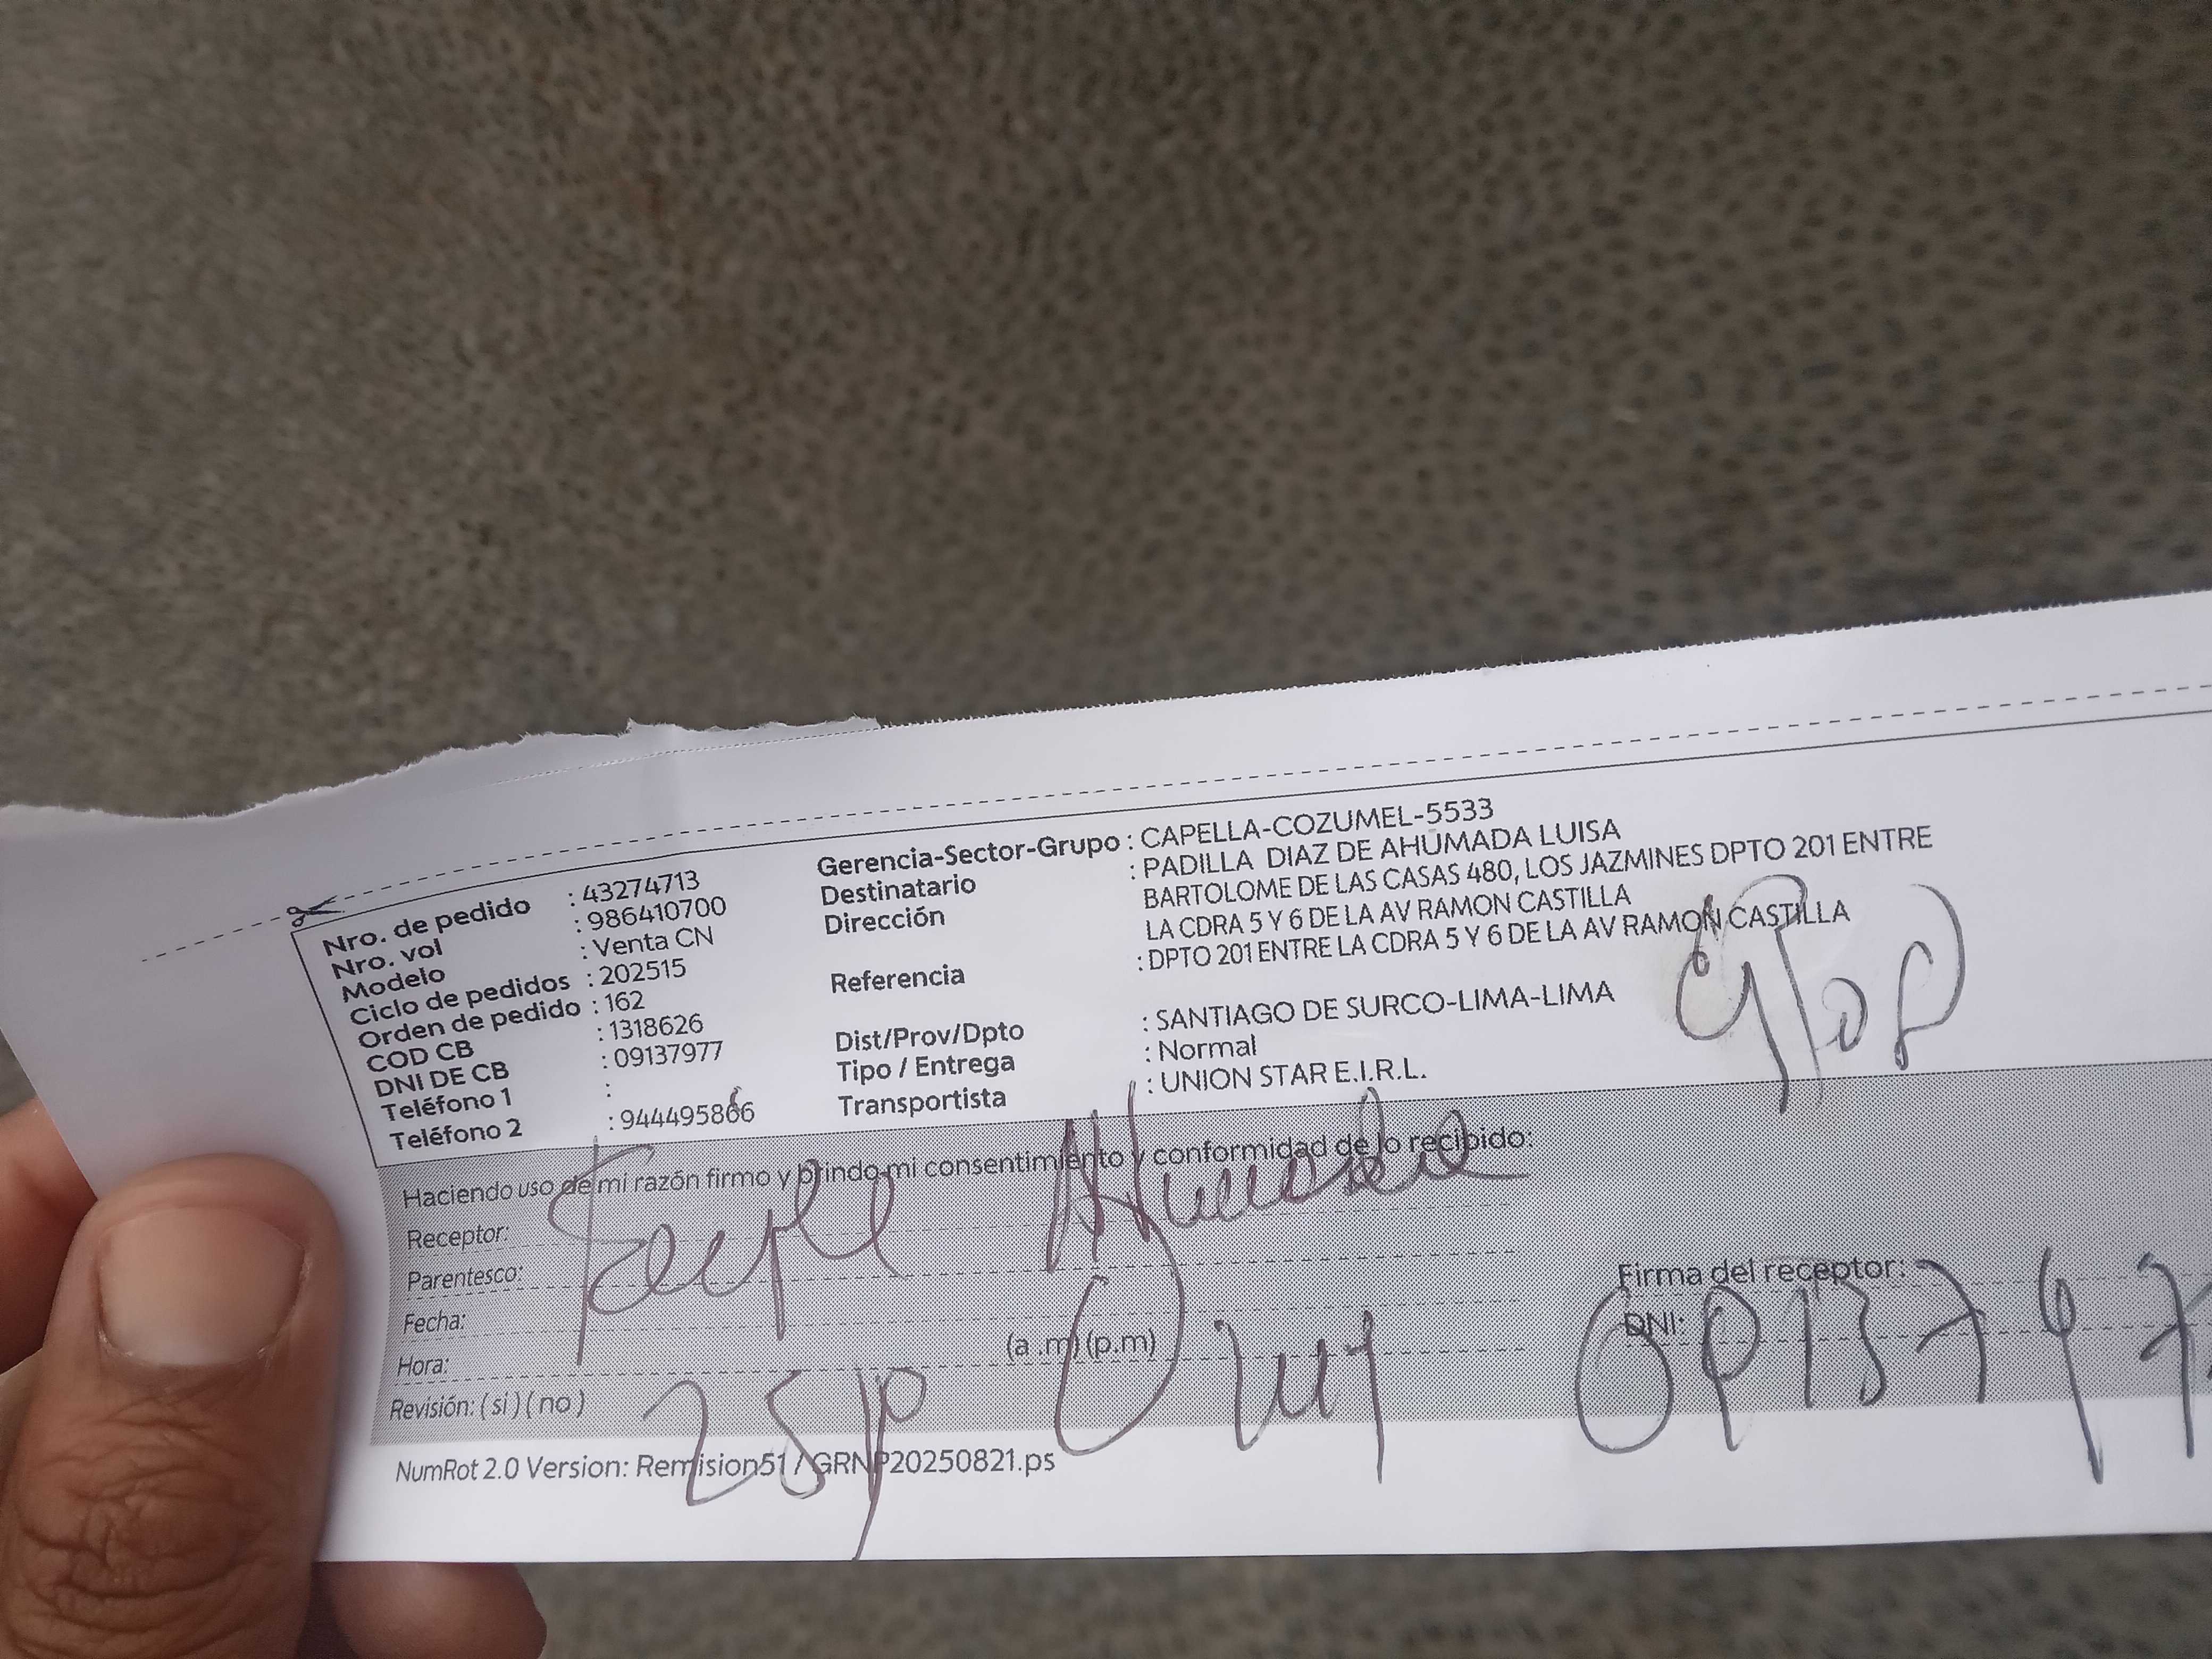 Nro. de pedido : 43274713
Nro. vol : 986410700
Modelo : Venta CN
Ciclo de pedidos : 202515
Orden de pedido : 162
COD CB : 1318626
DNI DE CB : 09137977
Teléfono 1 :
Teléfono 2 : 944495866
Gerencia-Sector-Grupo : CAPELLA-COZUMEL-5533
Destinatario : PADILLA DIAZ DE AHUMADA LUISA
Dirección BARTOLOME DE LAS CASAS 480, LOS JAZMINES DPTO 201 ENTRE
LA CDRA 5 Y 6 DE LA AV RAMON CASTILLA
Referencia : DPTO 201 ENTRE LA CDRA 5 Y 6 DE LA AV RAMON CASTILLA
Dist/Prov/Dpto : SANTIAGO DE SURCO-LIMA-LIMA
Tipo / Entrega : Normal
Transportista : UNION STAR E.I.R.L.
Haciendo uso de mi razón firmo y brindo mi consentimiento y conformidad de lo recibido:
Receptor: Ahumada
Parentesco:
Fecha:
Hora: (a .m) (p.m)
Revisión: ( si ) ( no )
Firma del receptor:
DNI:
NumRot 2.0 Version: Remision51 / GRNP20250821.ps